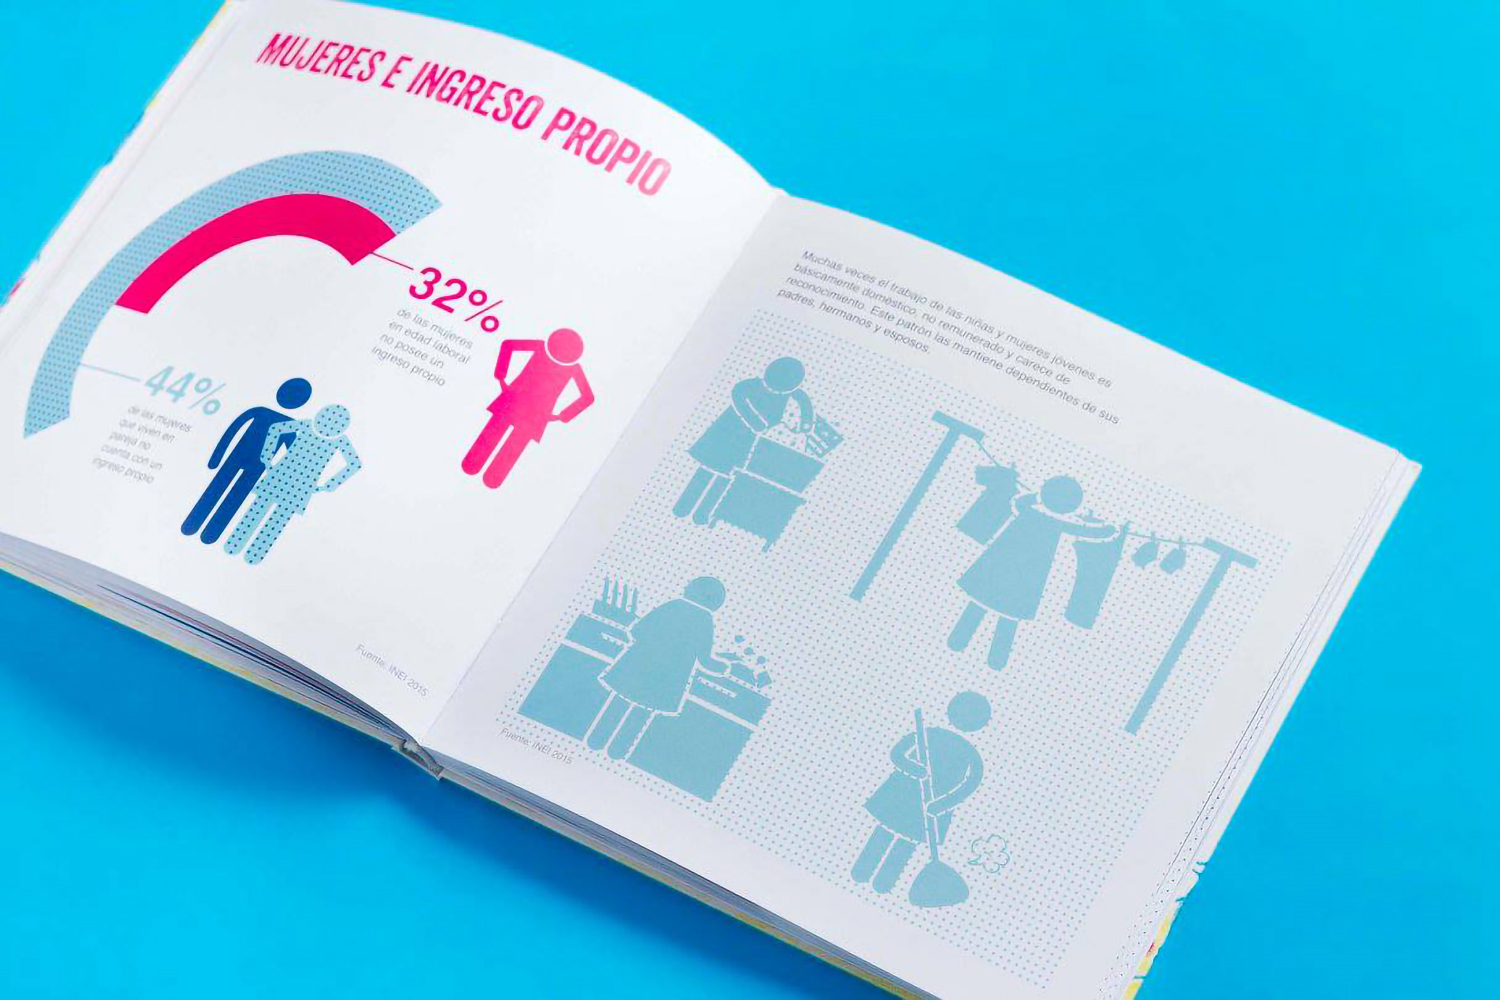 MUJERES E INGRESO PROPIO
32%
de las mujeres
en edad laboral
no posee un
ingreso propio
44%
de las mujeres
que viven en
pareja no
cuenta con un
ingreso propio
Fuente: INEI 2015
Muchas veces el trabajo de las niñas y mujeres jóvenes es
básicamente doméstico, no remunerado y carece de
reconocimiento. Este patrón las mantiene dependientes de sus
padres, hermanos y esposos.
Fuente: INEI 2015